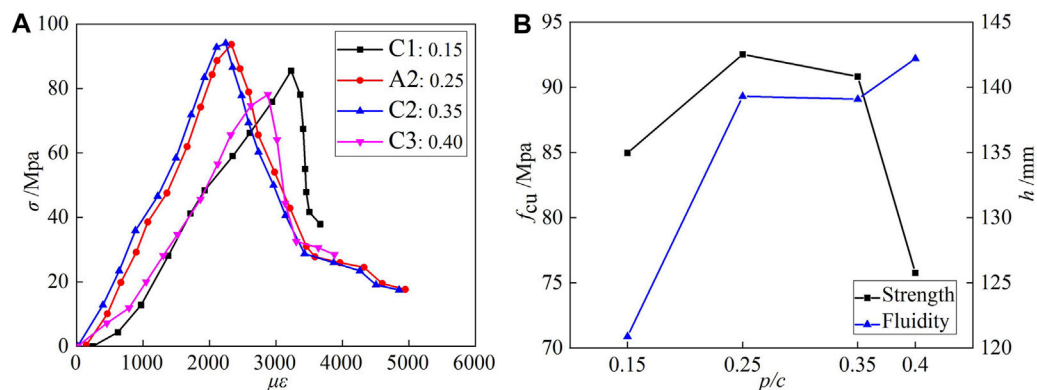 A
σ /Mpa
100
80
60
40
20
0
C1: 0.15
A2: 0.25
C2: 0.35
C3: 0.40
0 1000 2000 3000 4000 5000 6000
με
B
f_cu /Mpa
95
90
85
80
75
70
Strength
Fluidity
0.15 0.25 0.35 0.4
p/c
145
140
135
130
125
120
h /mm